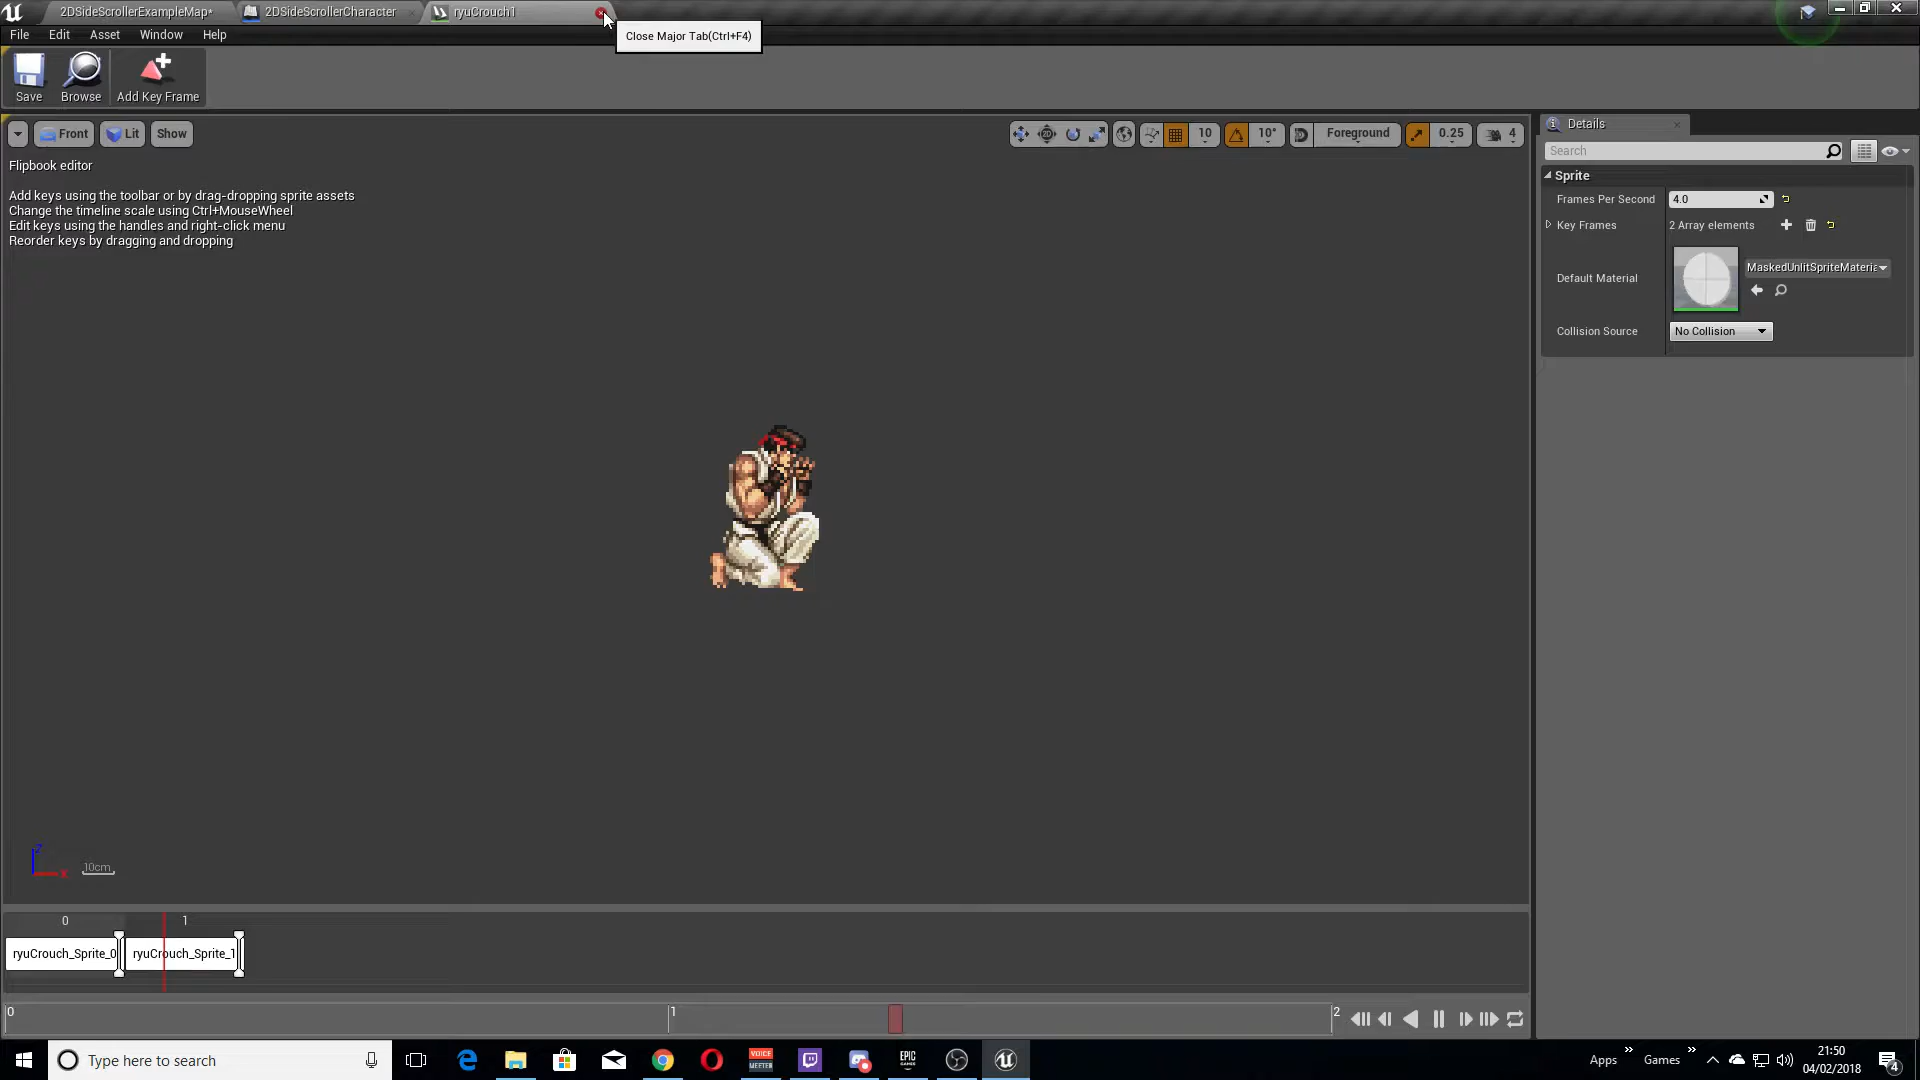 2DSideScrollerExampleMap*
2DSideScrollerCharacter
ryuCrouch1
Close Major Tab(Ctrl+F4)
File
Edit
Asset
Window
Help
Save
Browse
Add Key Frame
Front
Lit
Show
10
10°
Foreground
0.25
4
Details
Search
Flipbook editor
Add keys using the toolbar or by drag-dropping sprite assets
Change the timeline scale using Ctrl+MouseWheel
Edit keys using the handles and right-click menu
Reorder keys by dragging and dropping
Sprite
Frames Per Second
4.0
Key Frames
2 Array elements
Default Material
MaskedUnlitSpriteMateria
Collision Source
No Collision
Z
X
10cm
0
1
ryuCrouch_Sprite_0
ryuCrouch_Sprite_1
0
1
2
Type here to search
VOICE
MEETER
EPIC
GAMES
Apps
Games
21:50
04/02/2018
4